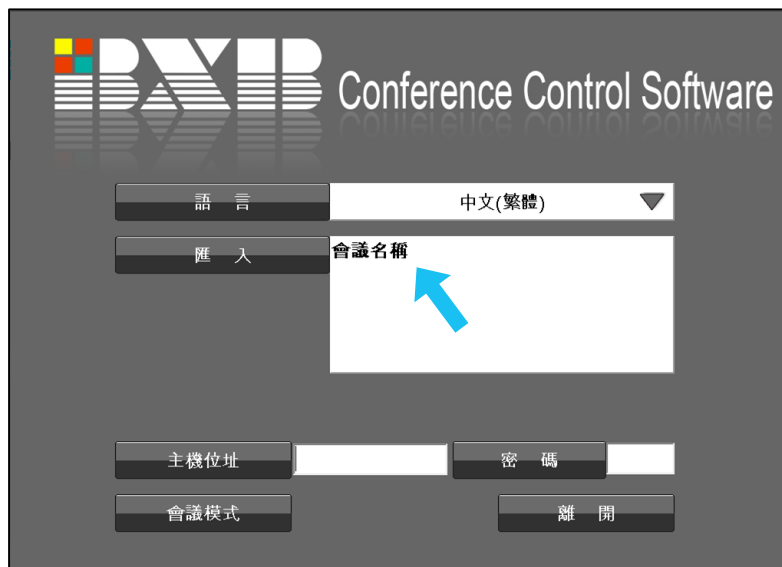 BXB Conference Control Software
語 言 中文(繁體)
匯 入 會議名稱
主機位址 密 碼
會議模式 離 開